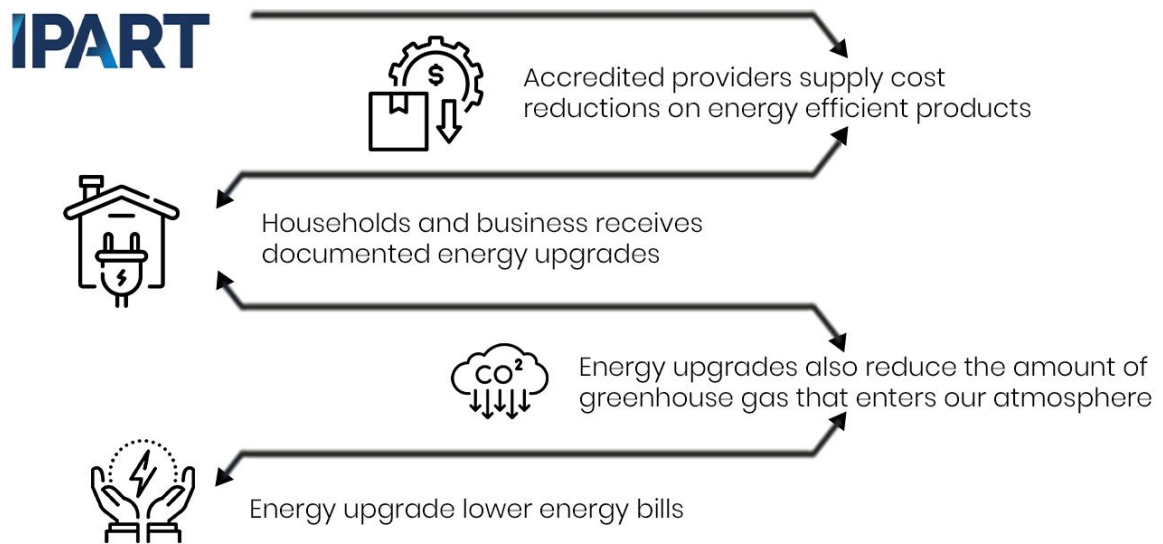 IPART
$
Accredited providers supply cost
reductions on energy efficient products
Households and business receives
documented energy upgrades
CO²
Energy upgrades also reduce the amount of
greenhouse gas that enters our atmosphere
Energy upgrade lower energy bills